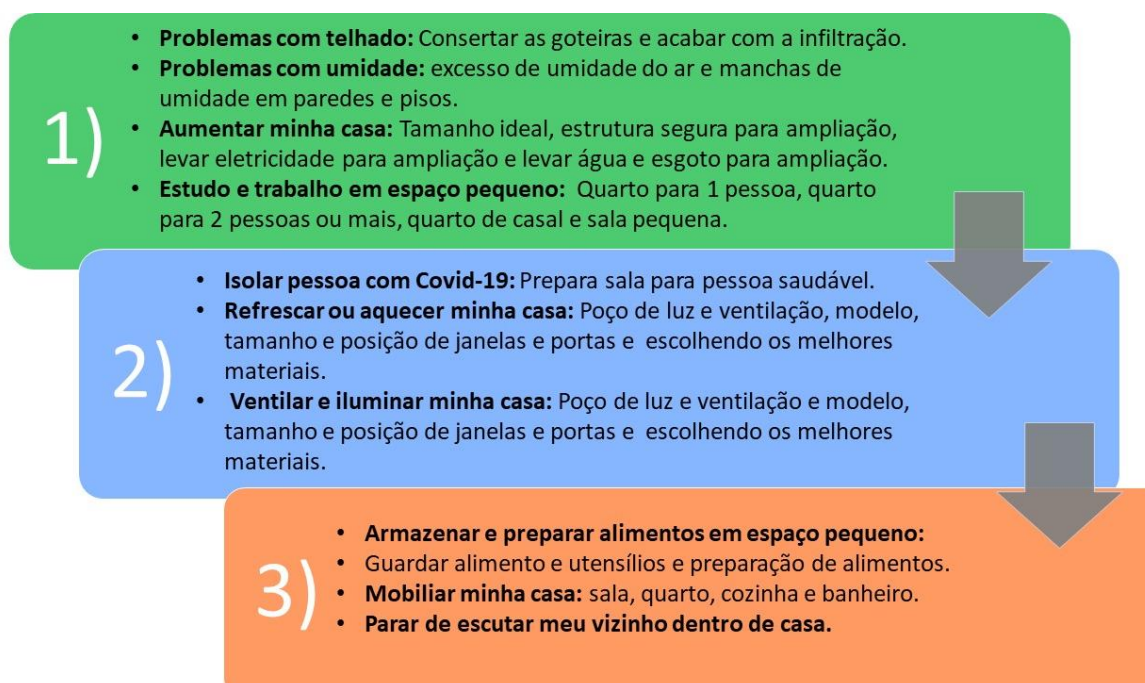 1)
• Problemas com telhado: Consertar as goteiras e acabar com a infiltração.
• Problemas com umidade: excesso de umidade do ar e manchas de
umidade em paredes e pisos.
• Aumentar minha casa: Tamanho ideal, estrutura segura para ampliação,
levar eletricidade para ampliação e levar água e esgoto para ampliação.
• Estudo e trabalho em espaço pequeno: Quarto para 1 pessoa, quarto
para 2 pessoas ou mais, quarto de casal e sala pequena.
2)
• Isolar pessoa com Covid-19: Prepara sala para pessoa saudável.
• Refrescar ou aquecer minha casa: Poço de luz e ventilação, modelo,
tamanho e posição de janelas e portas e escolhendo os melhores
materiais.
• Ventilar e iluminar minha casa: Poço de luz e ventilação e modelo,
tamanho e posição de janelas e portas e escolhendo os melhores
materiais.
3)
• Armazenar e preparar alimentos em espaço pequeno:
• Guardar alimento e utensílios e preparação de alimentos.
• Mobiliar minha casa: sala, quarto, cozinha e banheiro.
• Parar de escutar meu vizinho dentro de casa.